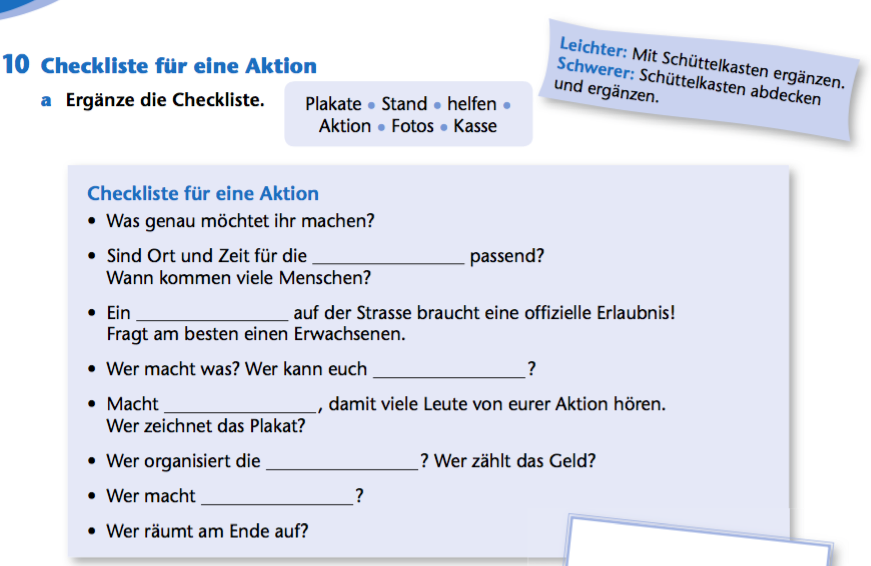 10 Checkliste für eine Aktion
a Ergänze die Checkliste.
Plakate • Stand • helfen •
Aktion • Fotos • Kasse
Leichter: Mit Schüttelkasten ergänzen.
Schwerer: Schüttelkasten abdecken
und ergänzen.
Checkliste für eine Aktion
• Was genau möchtet ihr machen?
• Sind Ort und Zeit für die ________________ passend?
Wann kommen viele Menschen?
• Ein ________________ auf der Strasse braucht eine offizielle Erlaubnis!
Fragt am besten einen Erwachsenen.
• Wer macht was? Wer kann euch ________________?
• Macht ________________, damit viele Leute von eurer Aktion hören.
Wer zeichnet das Plakat?
• Wer organisiert die ________________? Wer zählt das Geld?
• Wer macht ________________?
• Wer räumt am Ende auf?